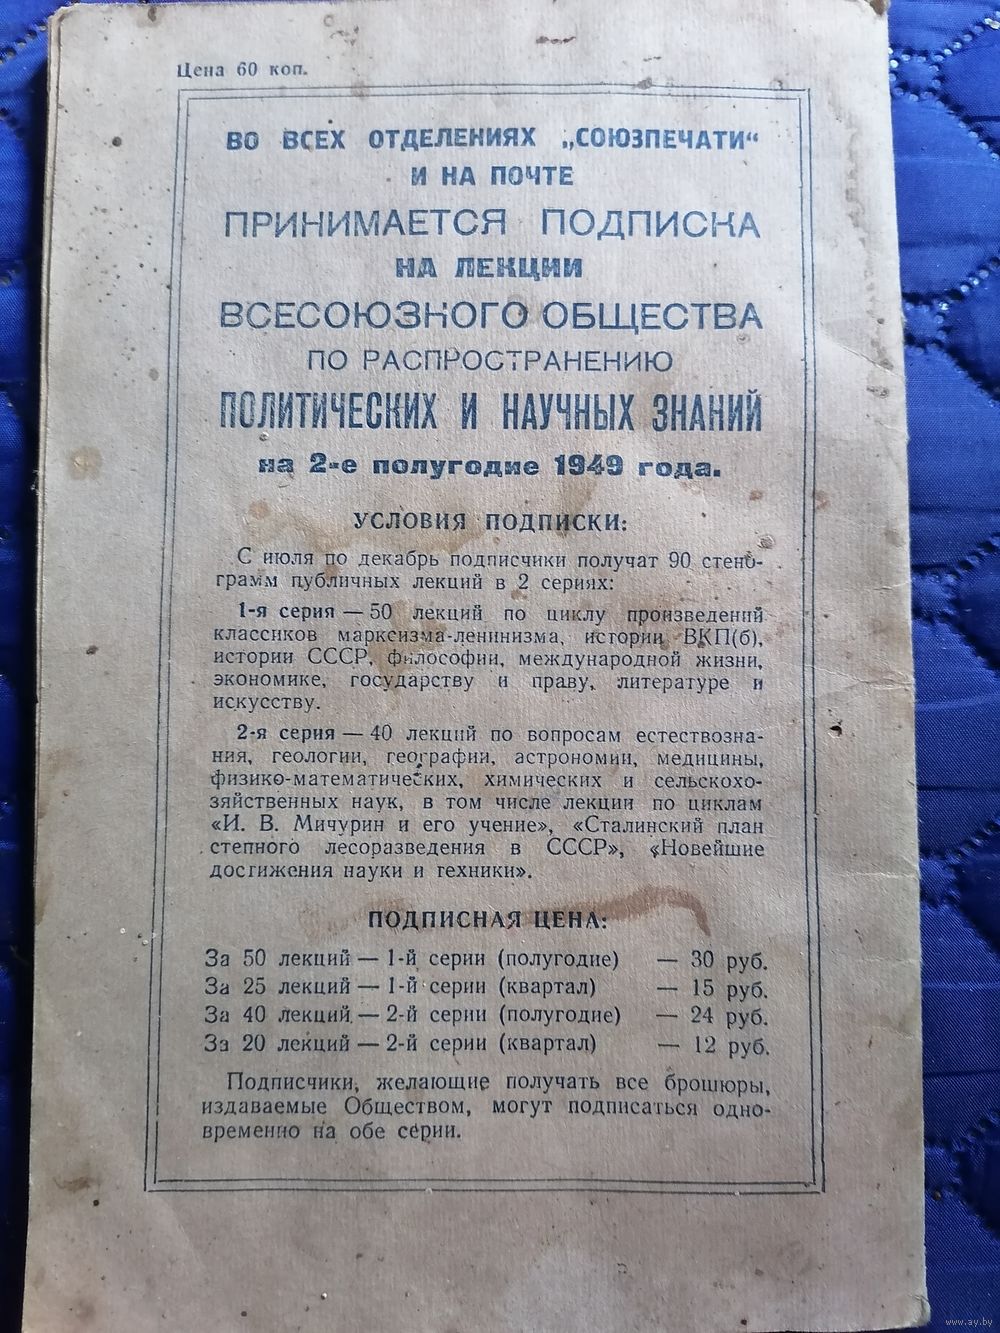 Цена 60 коп.
ВО ВСЕХ ОТДЕЛЕНИЯХ „СОЮЗПЕЧАТИ“
И НА ПОЧТЕ
ПРИНИМАЕТСЯ ПОДПИСКА
НА ЛЕКЦИИ
ВСЕСОЮЗНОГО ОБЩЕСТВА
ПО РАСПРОСТРАНЕНИЮ
ПОЛИТИЧЕСКИХ И НАУЧНЫХ ЗНАНИЙ
на 2-е полугодие 1949 года.
УСЛОВИЯ ПОДПИСКИ:
С июля по декабрь подписчики получат 90 стено-
грамм публичных лекций в 2 сериях:
1-я серия — 50 лекций по циклу произведений
классиков марксизма-ленинизма, истории ВКП(б),
истории СССР, философии, международной жизни,
экономике, государству и праву, литературе и
искусству.
2-я серия — 40 лекций по вопросам естествозна-
ния, геологии, географии, астрономии, медицины,
физико-математических, химических и сельскохо-
зяйственных наук, в том числе лекции по циклам
«И. В. Мичурин и его учение», «Сталинский план
степного лесоразведения в СССР», «Новейшие
достижения науки и техники».
ПОДПИСНАЯ ЦЕНА:
За 50 лекций — 1-й серии (полугодие) — 30 руб.
За 25 лекций — 1-й серии (квартал) — 15 руб.
За 40 лекций — 2-й серии (полугодие) — 24 руб.
За 20 лекций — 2-й серии (квартал) — 12 руб.
Подписчики, желающие получать все брошюры,
издаваемые Обществом, могут подписаться одно-
временно на обе серии.
www.ay.by